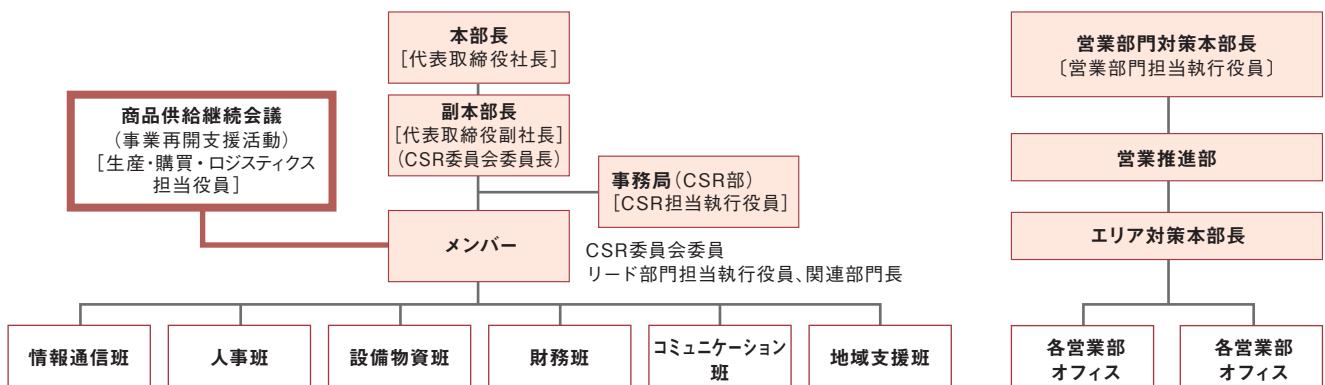 本部長
[代表取締役社長]
副本部長
[代表取締役副社長]
(CSR委員会委員長)
商品供給継続会議
(事業再開支援活動)
[生産・購買・ロジスティクス
担当役員]
事務局(CSR部)
[CSR担当執行役員]
メンバー
CSR委員会委員
リード部門担当執行役員、関連部門長
情報通信班
人事班
設備物資班
財務班
コミュニケーション
班
地域支援班
営業部門対策本部長
〔営業部門担当執行役員〕
営業推進部
エリア対策本部長
各営業部
オフィス
各営業部
オフィス